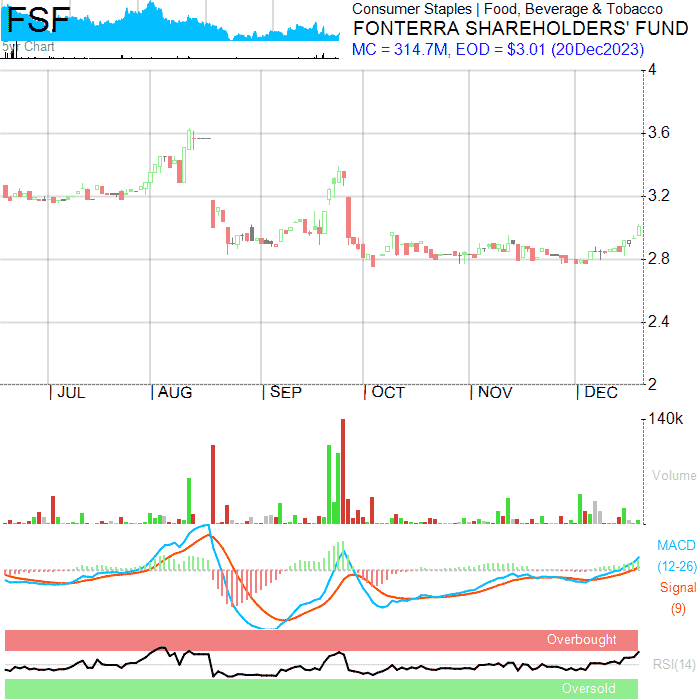 FSF
5yr Chart
Consumer Staples | Food, Beverage & Tobacco
FONTERRA SHAREHOLDERS' FUND
MC = 314.7M, EOD = $3.01 (20Dec2023)
4
3.6
3.2
2.8
2.4
2
JUL
AUG
SEP
OCT
NOV
DEC
140k
Volume
MACD
(12-26)
Signal
(9)
Overbought
RSI(14)
Oversold